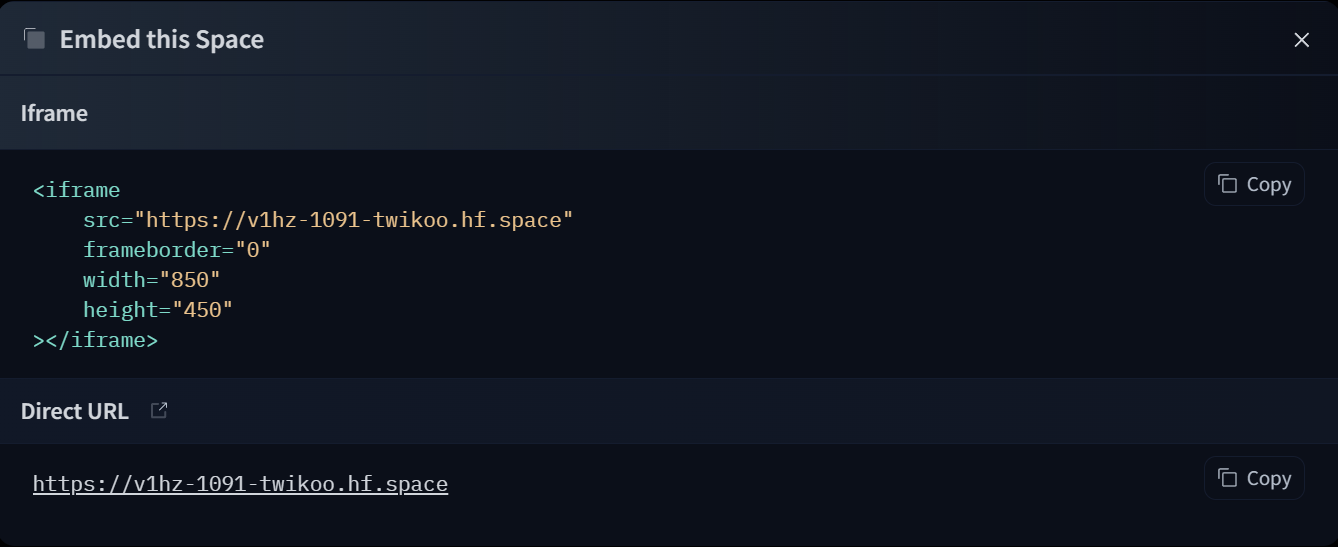 Embed this Space
Iframe
Copy
<iframe
src="https://v1hz-1091-twikoo.hf.space"
frameborder="0"
width="850"
height="450"
></iframe>
Direct URL
Copy
https://v1hz-1091-twikoo.hf.space